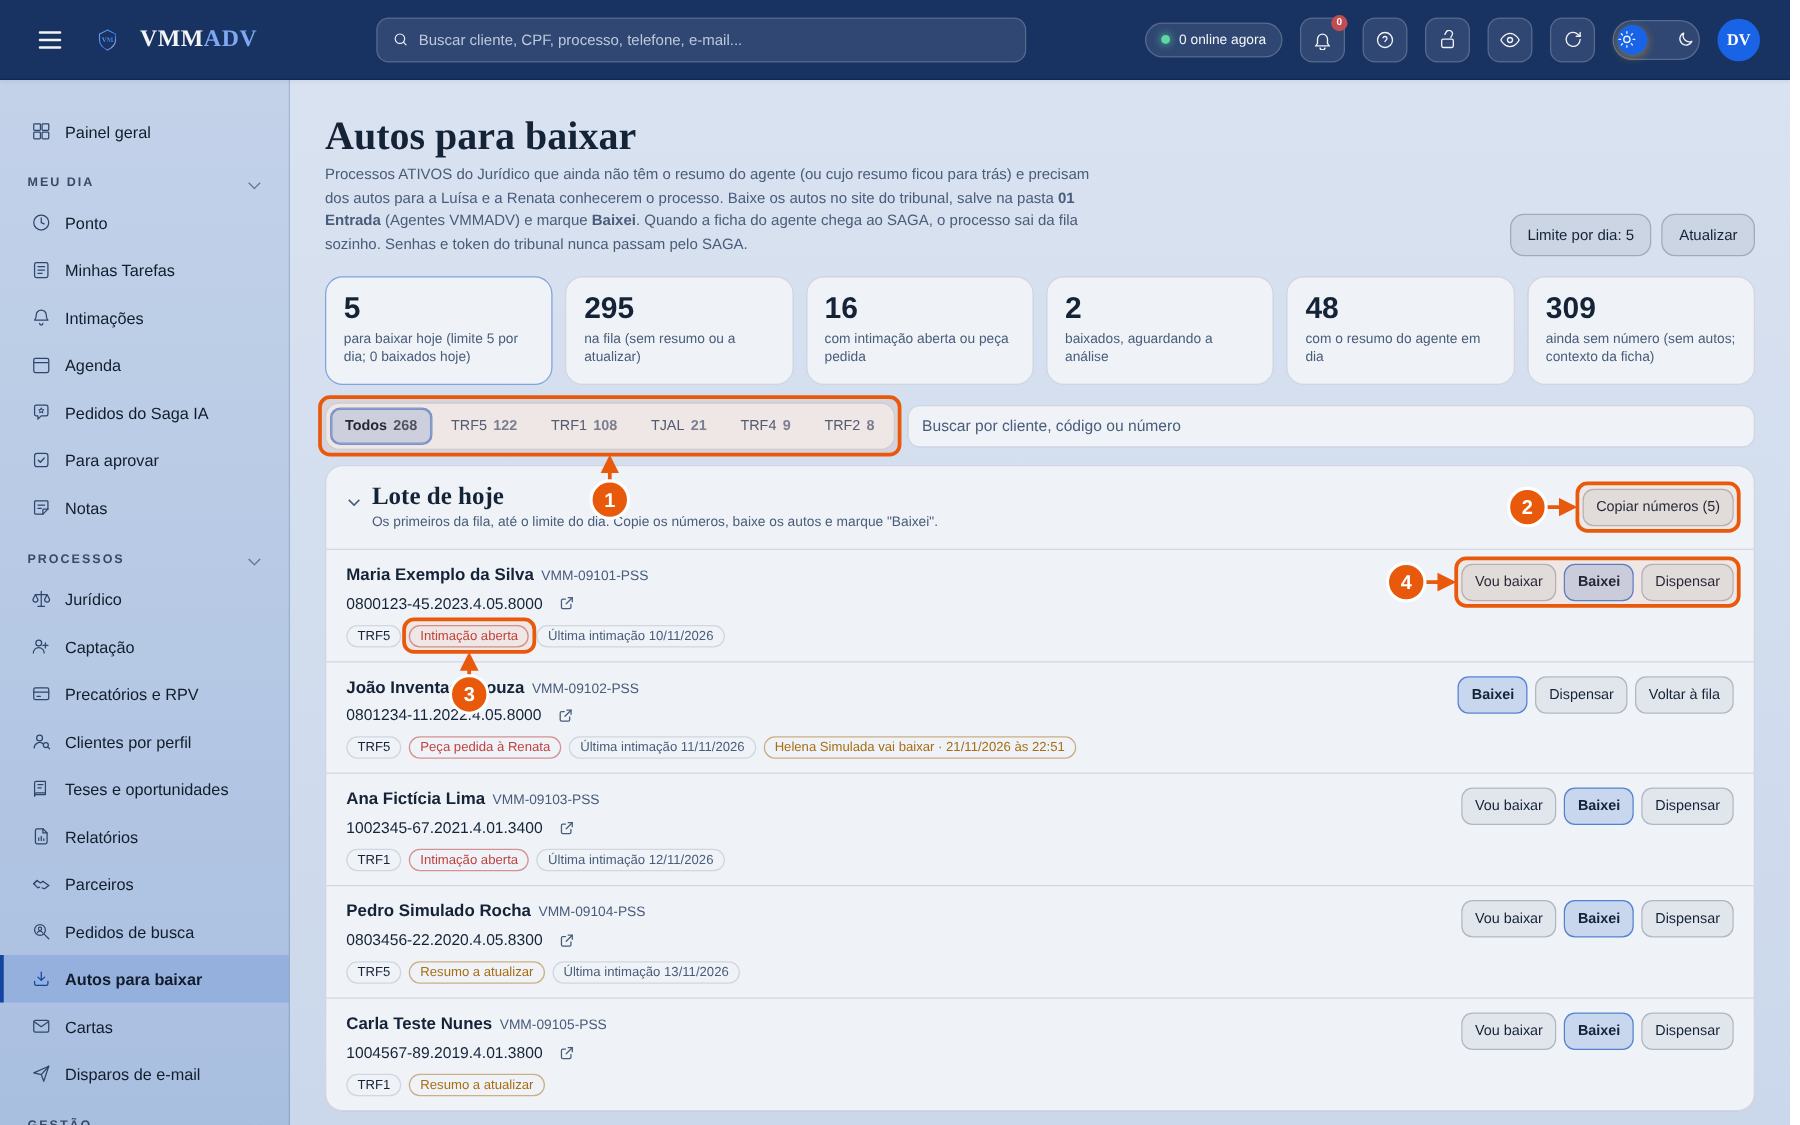 VMMADV
Buscar cliente, CPF, processo, telefone, e-mail...
0 online agora
0
DV
Painel geral
MEU DIA
Ponto
Minhas Tarefas
Intimações
Agenda
Pedidos do Saga IA
Para aprovar
Notas
PROCESSOS
Jurídico
Captação
Precatórios e RPV
Clientes por perfil
Teses e oportunidades
Relatórios
Parceiros
Pedidos de busca
Autos para baixar
Cartas
Disparos de e-mail
GESTÃO
Autos para baixar
Processos ATIVOS do Jurídico que ainda não têm o resumo do agente (ou cujo resumo ficou para trás) e precisam
dos autos para a Luísa e a Renata conhecerem o processo. Baixe os autos no site do tribunal, salve na pasta 01
Entrada (Agentes VMMADV) e marque Baixei. Quando a ficha do agente chega ao SAGA, o processo sai da fila
sozinho. Senhas e token do tribunal nunca passam pelo SAGA.
Limite por dia: 5
Atualizar
5
para baixar hoje (limite 5 por
dia; 0 baixados hoje)
295
na fila (sem resumo ou a
atualizar)
16
com intimação aberta ou peça
pedida
2
baixados, aguardando a
análise
48
com o resumo do agente em
dia
309
ainda sem número (sem autos;
contexto da ficha)
Todos 268
TRF5 122
TRF1 108
TJAL 21
TRF4 9
TRF2 8
Buscar por cliente, código ou número
1
Lote de hoje
Os primeiros da fila, até o limite do dia. Copie os números, baixe os autos e marque "Baixei".
2
Copiar números (5)
Maria Exemplo da Silva VMM-09101-PSS
0800123-45.2023.4.05.8000
TRF5
Intimação aberta
Última intimação 10/11/2026
4
Vou baixar
Baixei
Dispensar
3
João Inventa ouza VMM-09102-PSS
0801234-11.2022.4.05.8000
TRF5
Peça pedida à Renata
Última intimação 11/11/2026
Helena Simulada vai baixar · 21/11/2026 às 22:51
Baixei
Dispensar
Voltar à fila
Ana Fictícia Lima VMM-09103-PSS
1002345-67.2021.4.01.3400
TRF1
Intimação aberta
Última intimação 12/11/2026
Vou baixar
Baixei
Dispensar
Pedro Simulado Rocha VMM-09104-PSS
0803456-22.2020.4.05.8300
TRF5
Resumo a atualizar
Última intimação 13/11/2026
Vou baixar
Baixei
Dispensar
Carla Teste Nunes VMM-09105-PSS
1004567-89.2019.4.01.3800
TRF1
Resumo a atualizar
Vou baixar
Baixei
Dispensar